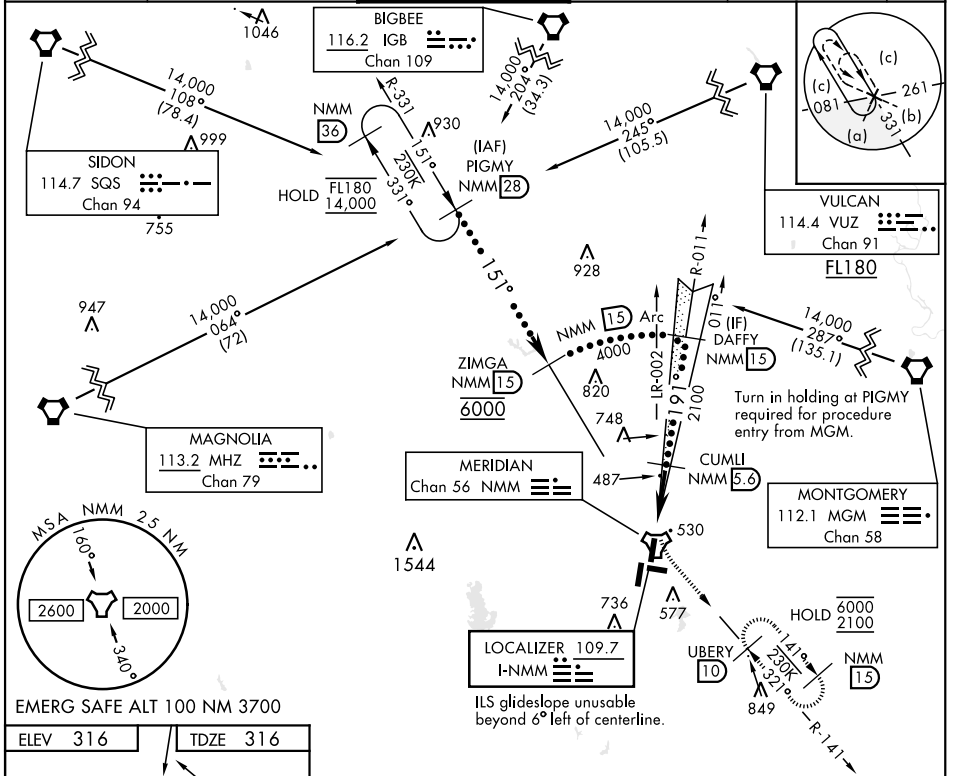 1046
BIGBEE
116.2 IGB
Chan 109
14,000
108°
(78.4)
14,000
204°
(34.3)
14,000
245°
(105.5)
(c)
(c)
081
261
(a)
(b)
331
R-331
NMM
36
999
930
151°
230K
331°
(IAF)
PIGMY
NMM 28
HOLD FL180
14,000
SIDON
114.7 SQS
Chan 94
755
VULCAN
114.4 VUZ
Chan 91
FL180
151°
928
R-011
011°
947
14,000
064°
(72)
NMM 15 Arc
4000
LR-002
(IF)
DAFFY
NMM 15
14,000
287°
(135.1)
ZIMGA
NMM 15
6000
820
191°
2100
748
Turn in holding at PIGMY
required for procedure
entry from MGM.
MAGNOLIA
113.2 MHZ
Chan 79
MERIDIAN
Chan 56 NMM
487
CUMLI
NMM 5.6
MONTGOMERY
112.1 MGM
Chan 58
MSA NMM 25 NM
160°
2600
2000
340°
530
1544
736
577
HOLD 6000
2100
LOCALIZER 109.7
I-NMM
UBERY
10
141°
230K
321°
NMM
15
849
R-141
ILS glideslope unusable
beyond 6° left of centerline.
EMERG SAFE ALT 100 NM 3700
ELEV 316
TDZE 316